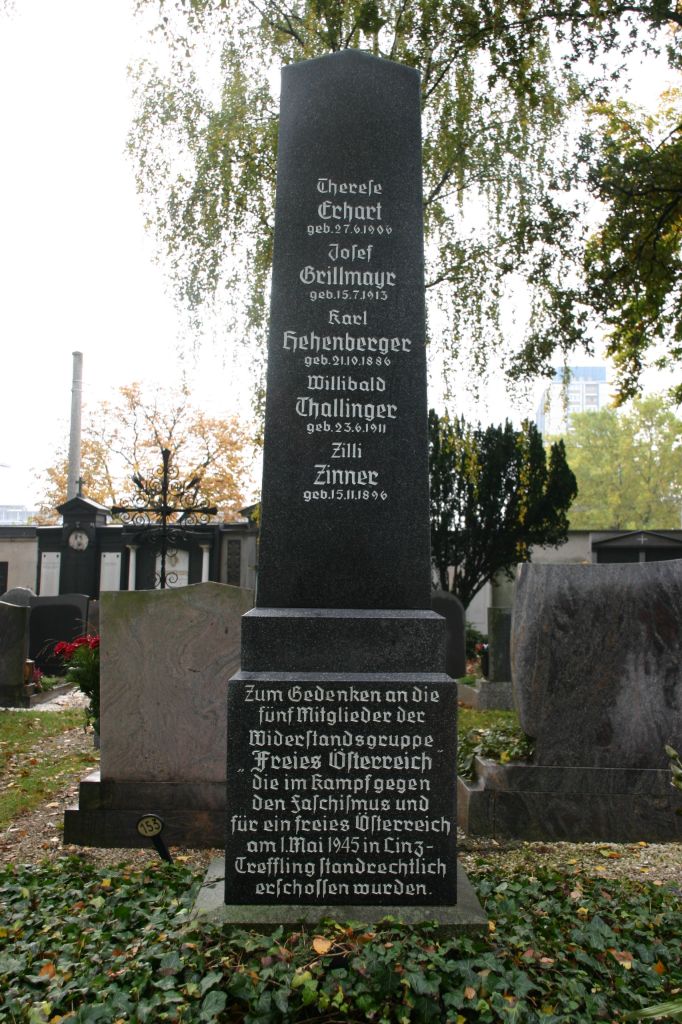 Therese
Erhart
geb.27.6.1906
Josef
Grillmayr
geb.15.7.1913
Karl
Hehenberger
geb.21.10.1886
Willibald
Thallinger
geb.23.6.1911
Zilli
Zinner
geb.15.11.1896
Zum Gedenken an die
fünf Mitglieder der
Widerstandsgruppe
"Freies Österreich"
die im Kampf gegen
den Faschismus und
für ein freies Österreich
am 1.Mai 1945 in Linz-
Treffling standrechtlich
erschossen wurden.
153